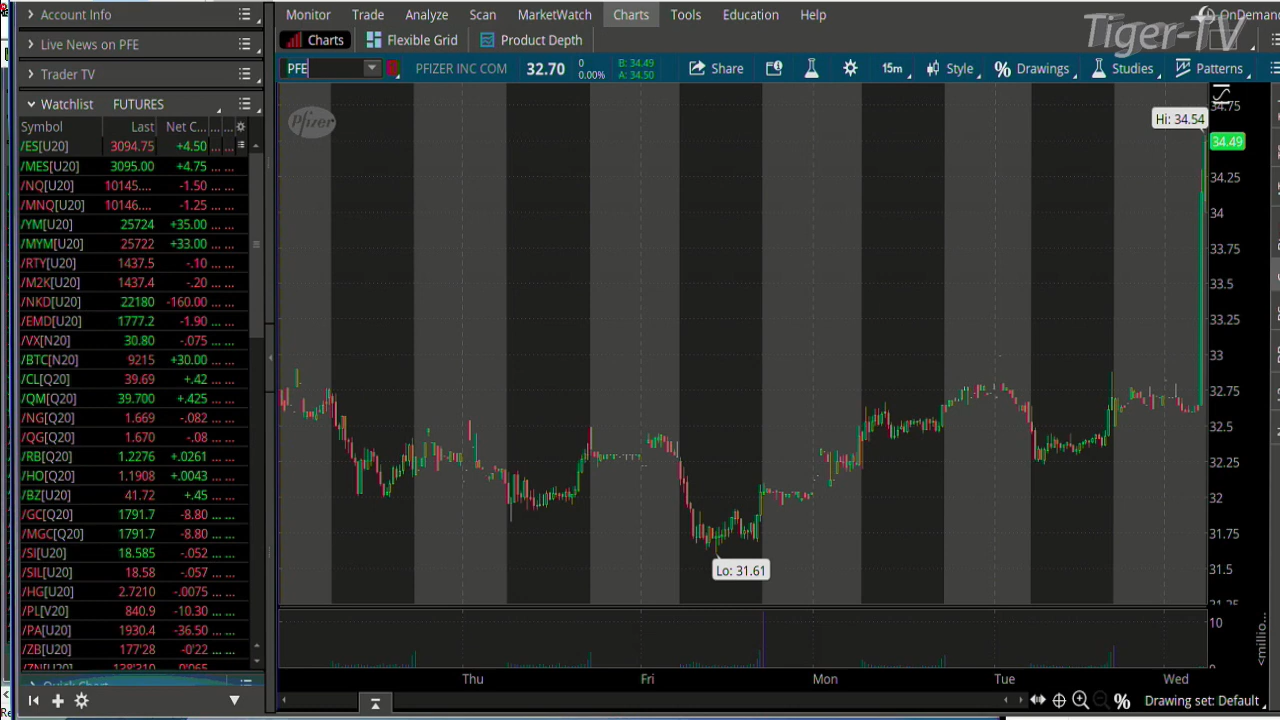 Account Info
Live News on PFE
Trader TV
Watchlist FUTURES
Symbol Last Net C... ... ...
/ES[U20] 3094.75 +4.50 ... ...
/MES[U20] 3095.00 +4.75 ... ...
/NQ[U20] 10145.... -1.50 ... ...
/MNQ[U20] 10146.... -1.25 ... ...
/YM[U20] 25724 +35.00 ... ...
/MYM[U20] 25722 +33.00 ... ...
/RTY[U20] 1437.5 -.10 ... ...
/M2K[U20] 1437.4 -.20 ... ...
/NKD[U20] 22180 -160.00 ... ...
/EMD[U20] 1777.2 -1.90 ... ...
/VX[N20] 30.80 -.075 ... ...
/BTC[N20] 9215 +30.00 ... ...
/CL[Q20] 39.69 +.42 ... ...
/QM[Q20] 39.700 +.425 ... ...
/NG[Q20] 1.669 -.082 ... ...
/QG[Q20] 1.670 -.08 ... ...
/RB[Q20] 1.2276 +.0261 ... ...
/HO[Q20] 1.1908 +.0043 ... ...
/BZ[U20] 41.72 +.45 ... ...
/GC[Q20] 1791.7 -8.80 ... ...
/MGC[Q20] 1791.7 -8.80 ... ...
/SI[U20] 18.585 -.052 ... ...
/SIL[U20] 18.58 -.057 ... ...
/HG[U20] 2.7210 -.0075 ... ...
/PL[V20] 840.9 -10.30 ... ...
/PA[U20] 1930.4 -36.50 ... ...
/ZB[U20] 177'28 -0'22 ... ...
Monitor Trade Analyze Scan MarketWatch Charts Tools Education Help
OnDemand
Tiger-TV
Charts Flexible Grid Product Depth
PFE PFIZER INC COM 32.70 0 B: 34.49
0.00% A: 34.50
Share 15m Style % Drawings Studies Patterns
Pfizer
Hi: 34.54
34.75
34.49
34.25
34
33.75
33.5
33.25
33
32.75
32.5
32.25
32
31.75
31.5
Lo: 31.61
10
<millio...
Thu Fri Mon Tue Wed
% Drawing set: Default